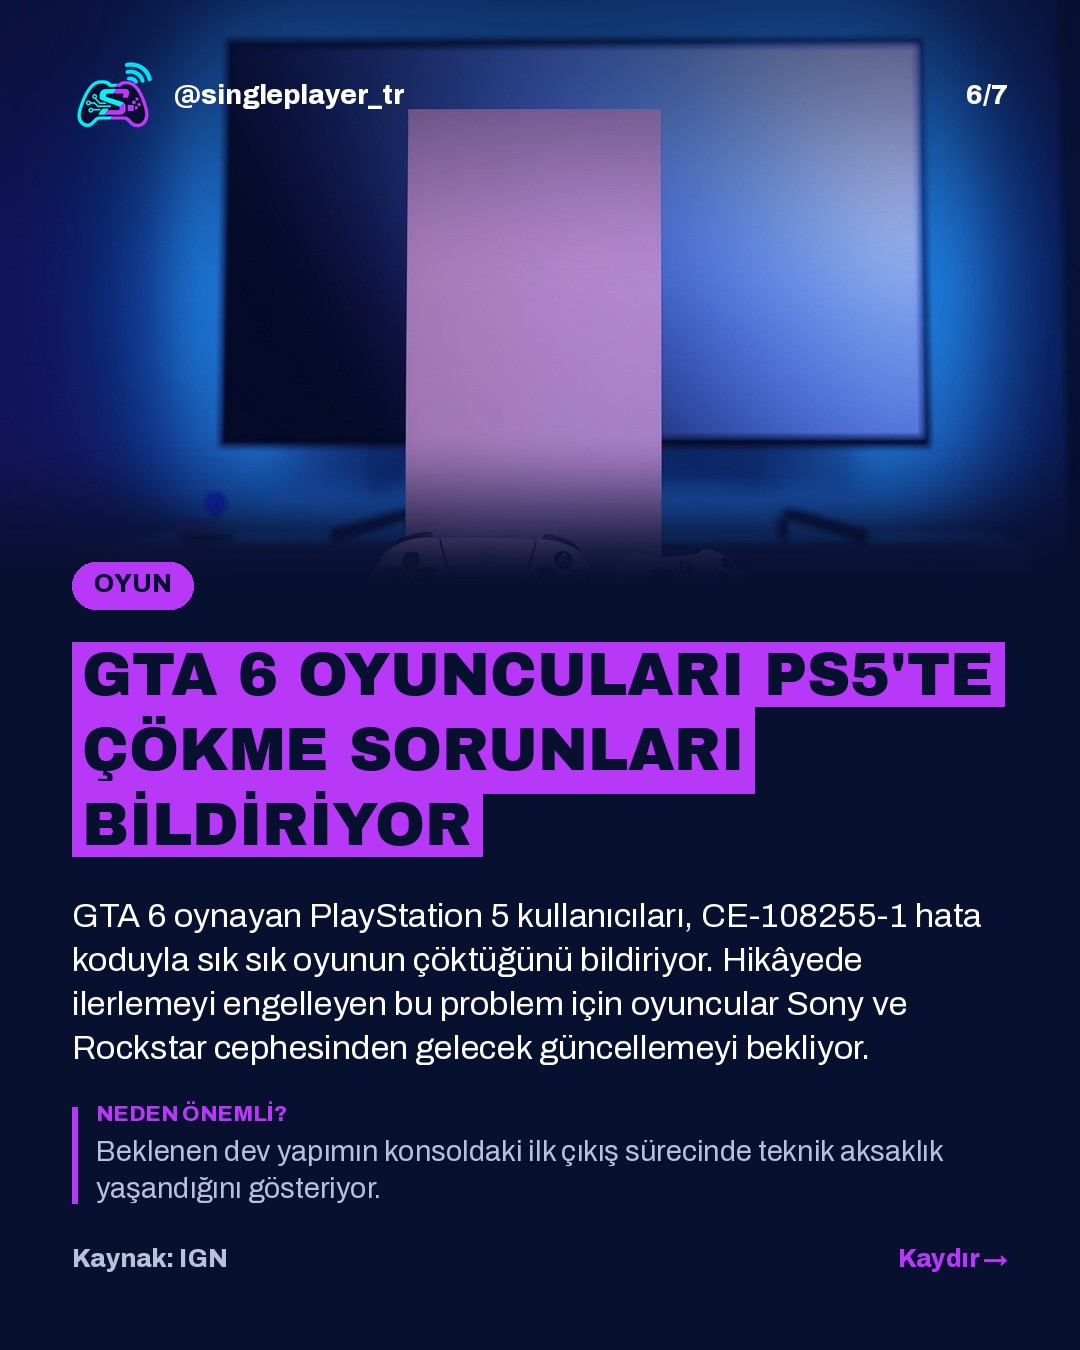 @singleplayer_tr
6/7
OYUN
GTA 6 OYUNCULARI PS5'TE
ÇÖKME SORUNLARI
BİLDİRİYOR
GTA 6 oynayan PlayStation 5 kullanıcıları, CE-108255-1 hata
koduyla sık sık oyunun çöktüğünü bildiriyor. Hikâyede
ilerlemeyi engelleyen bu problem için oyuncular Sony ve
Rockstar cephesinden gelecek güncellemeyi bekliyor.
NEDEN ÖNEMLİ?
Beklenen dev yapımın konsoldaki ilk çıkış sürecinde teknik aksaklık
yaşandığını gösteriyor.
Kaynak: IGN
Kaydır→